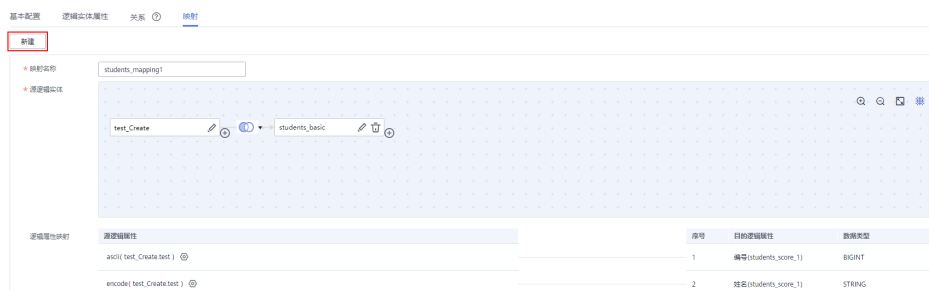 基本配置 逻辑实体属性 关系 映射
新建
* 映射名称 students_mapping1
* 源逻辑实体
test_Create students_basic
逻辑属性映射 源逻辑属性 序号 目的逻辑属性 数据类型
ascii( test_Create.test ) 1 编号(students_score_1) BIGINT
encode( test_Create.test ) 2 姓名(students_score_1) STRING